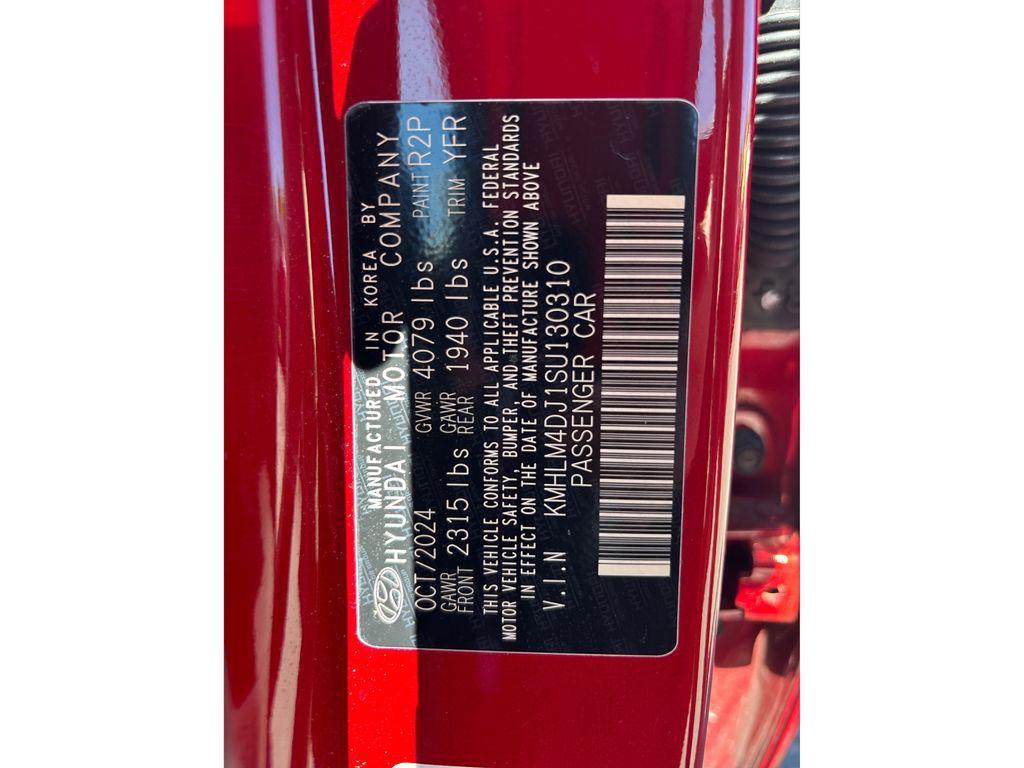 MANUFACTURED IN KOREA BY
HYUNDAI MOTOR COMPANY
OCT/2024 GVWR 4079 lbs PAINT R2P
GAWR FRONT 2315 lbs GAWR REAR 1940 lbs TRIM YFR
THIS VEHICLE CONFORMS TO ALL APPLICABLE U.S.A. FEDERAL
MOTOR VEHICLE SAFETY, BUMPER, AND THEFT PREVENTION STANDARDS
IN EFFECT ON THE DATE OF MANUFACTURE SHOWN ABOVE
V.I.N KMHLM4DJ1SU130310
PASSENGER CAR